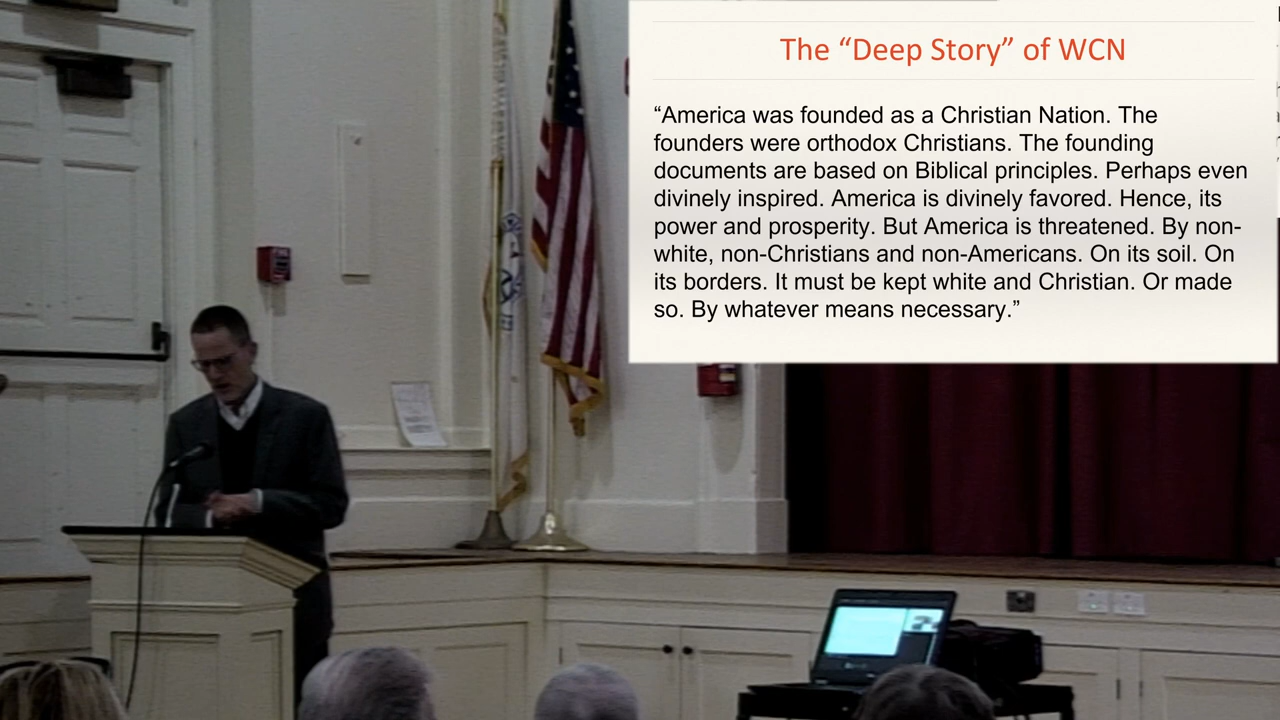 The “Deep Story” of WCN
“America was founded as a Christian Nation. The
founders were orthodox Christians. The founding
documents are based on Biblical principles. Perhaps even
divinely inspired. America is divinely favored. Hence, its
power and prosperity. But America is threatened. By non-
white, non-Christians and non-Americans. On its soil. On
its borders. It must be kept white and Christian. Or made
so. By whatever means necessary.”